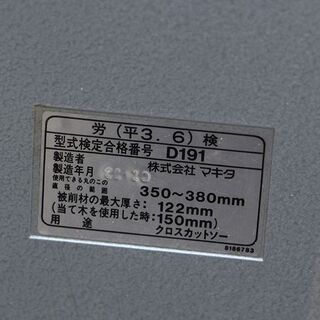 労(平3.6)検
型式検定合格番号 D191
製造者 株式会社 マキタ
製造年月
使用できる丸のこの
直径の範囲 350~380mm
被削材の最大厚さ: 122mm
(当て木を使用した時:150mm)
用途 クロスカットソー
8186783